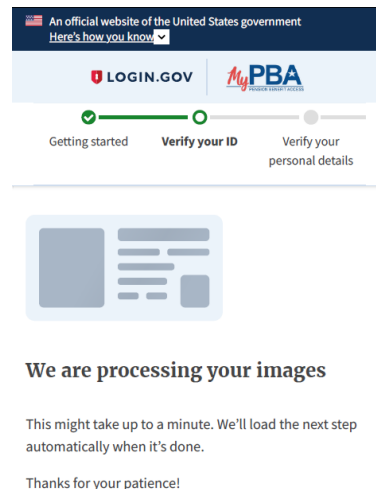 An official website of the United States government
Here's how you know
LOGIN.GOV
MyPBA
PENSION BENEFIT ACCESS
Getting started
Verify your ID
Verify your
personal details
We are processing your images
This might take up to a minute. We'll load the next step
automatically when it's done.
Thanks for your patience!